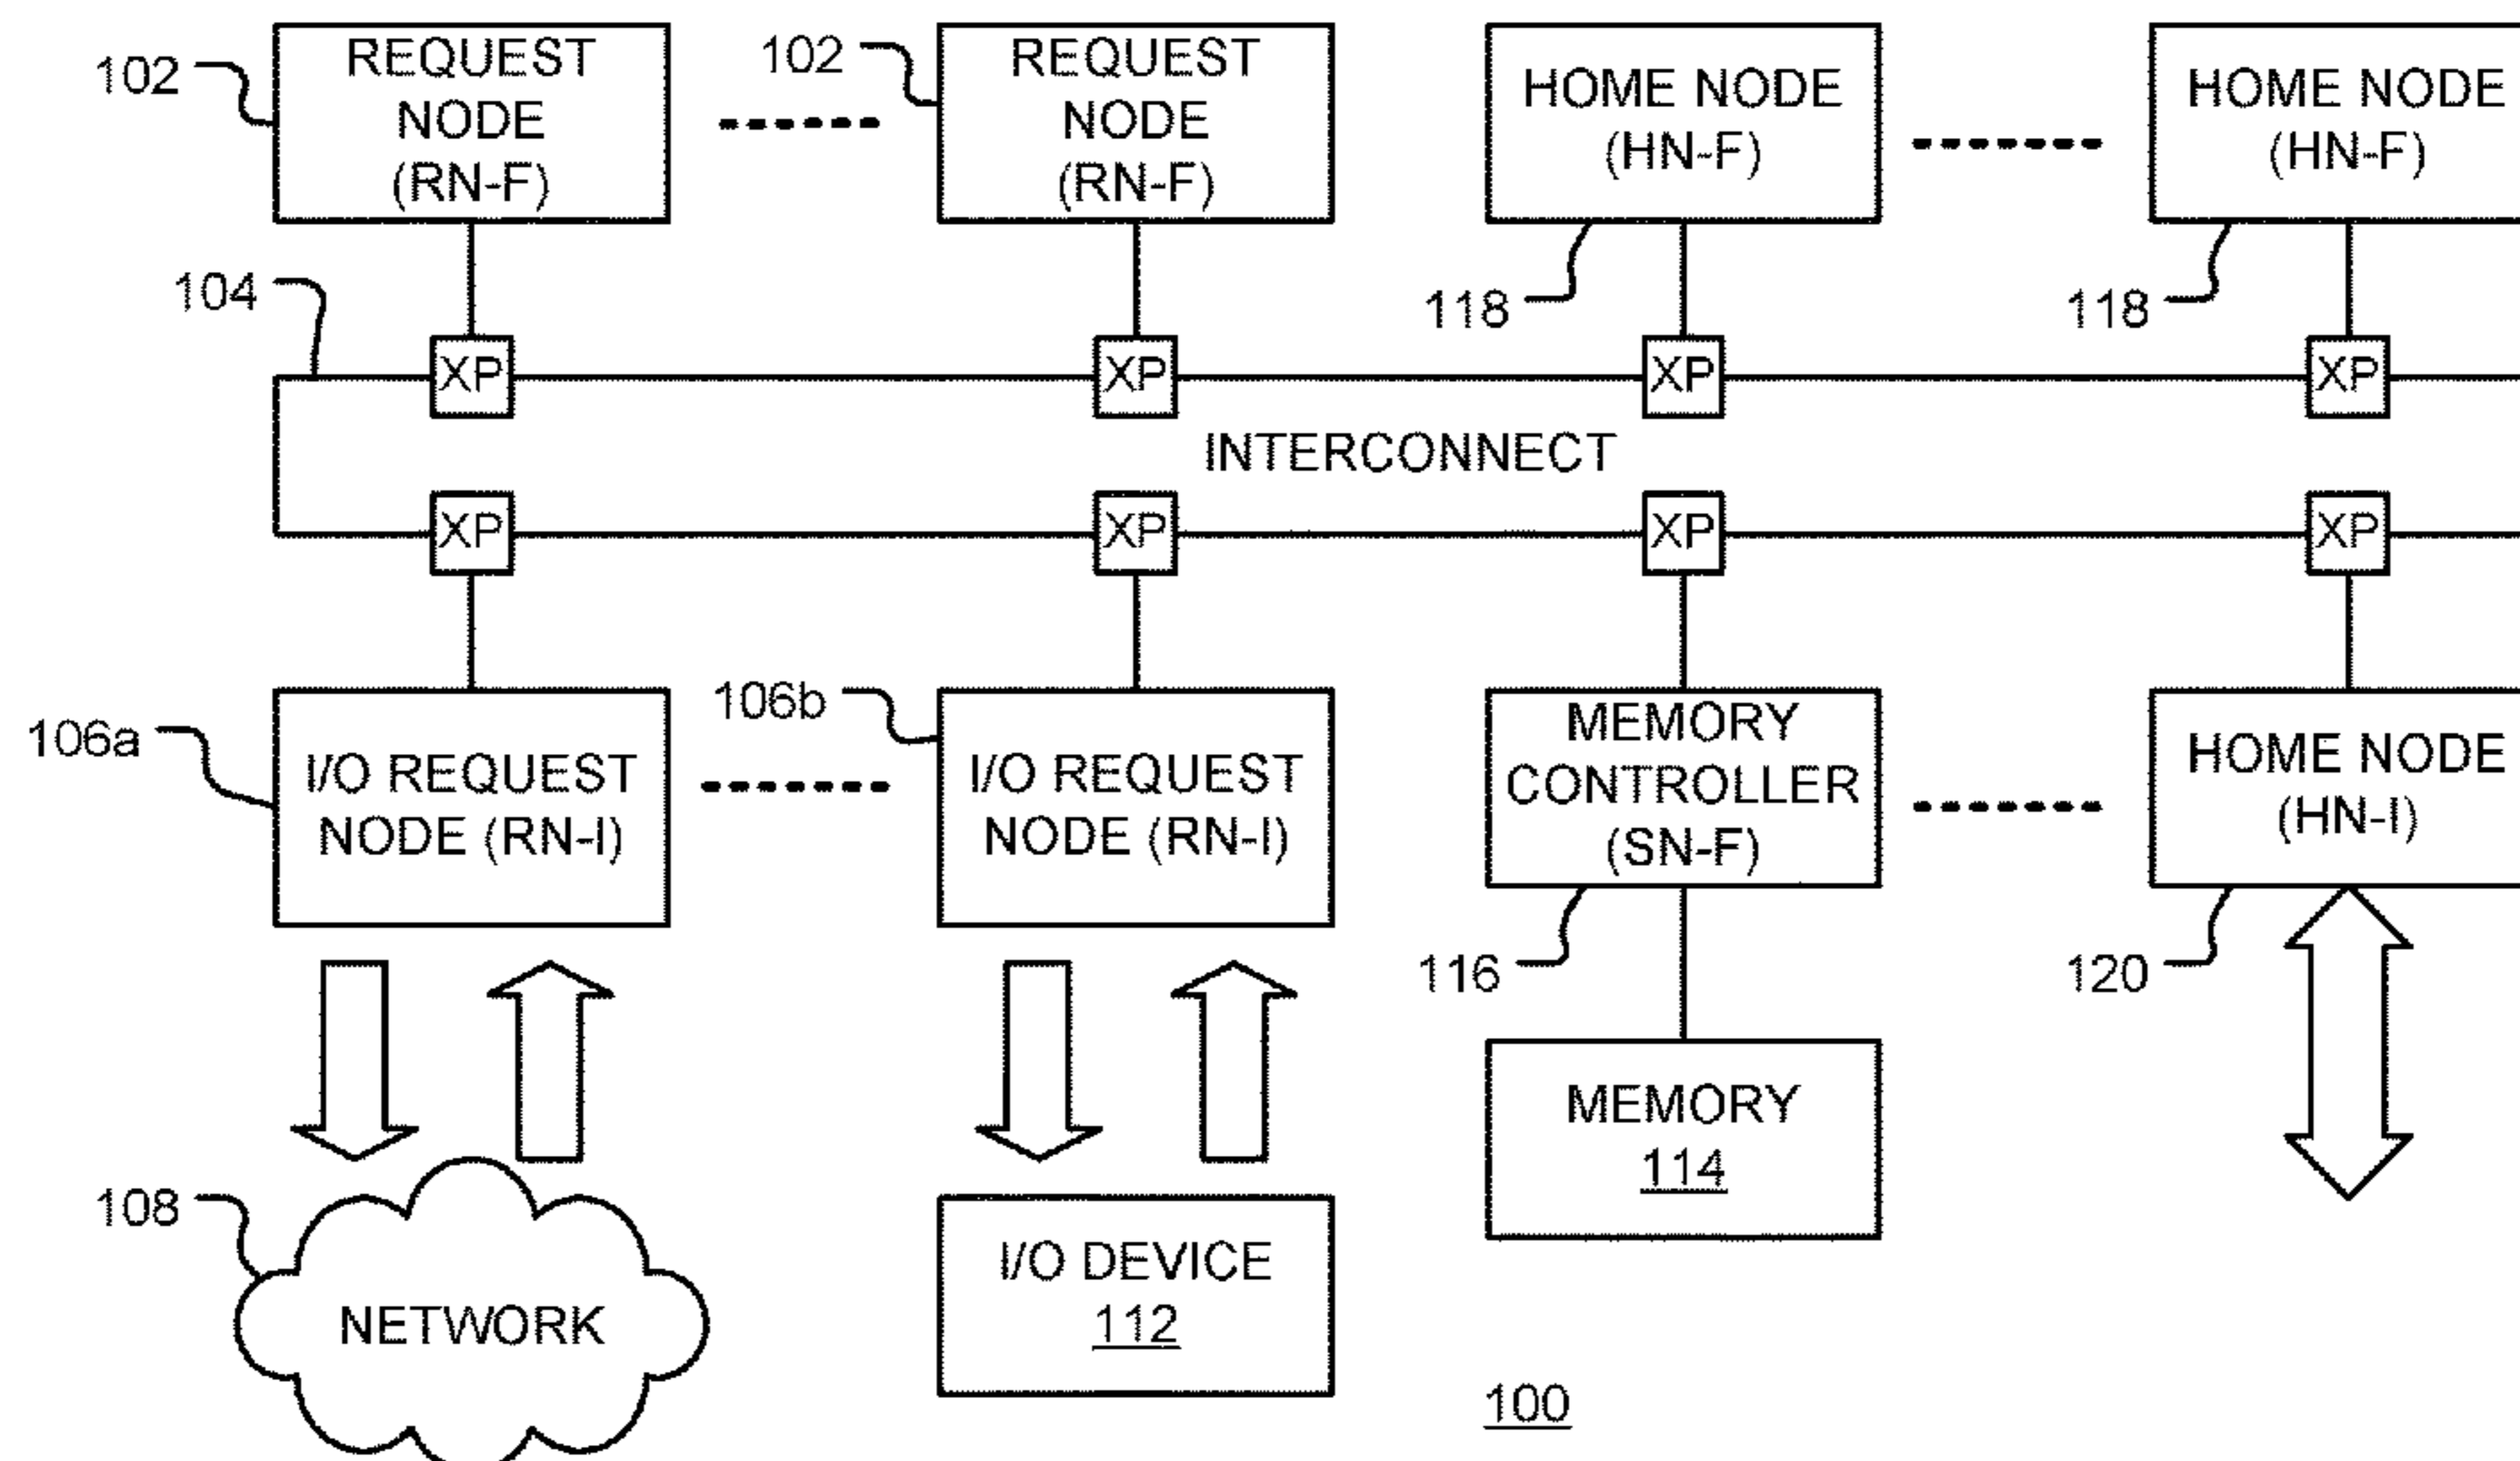 102
REQUEST
NODE
(RN-F)
102
REQUEST
NODE
(RN-F)
HOME NODE
(HN-F)
HOME NODE
(HN-F)
104
118
118
XP
XP
XP
XP
INTERCONNECT
XP
XP
XP
XP
106a
I/O REQUEST
NODE (RN-I)
106b
I/O REQUEST
NODE (RN-I)
MEMORY
CONTROLLER
(SN-F)
HOME NODE
(HN-I)
116
120
108
NETWORK
I/O DEVICE
112
MEMORY
114
100